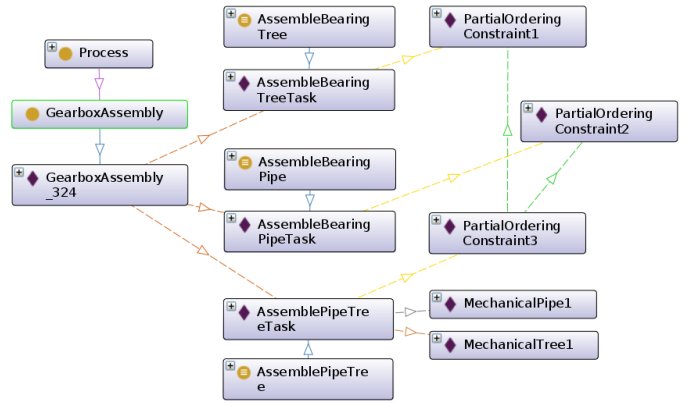 AssembleBearing
Tree
PartialOrdering
Constraint1
Process
AssembleBearing
TreeTask
GearboxAssembly
PartialOrdering
Constraint2
AssembleBearing
Pipe
GearboxAssembly
_324
AssembleBearing
PipeTask
PartialOrdering
Constraint3
AssemblePipeTre
eTask
MechanicalPipe1
MechanicalTree1
AssemblePipeTre
e